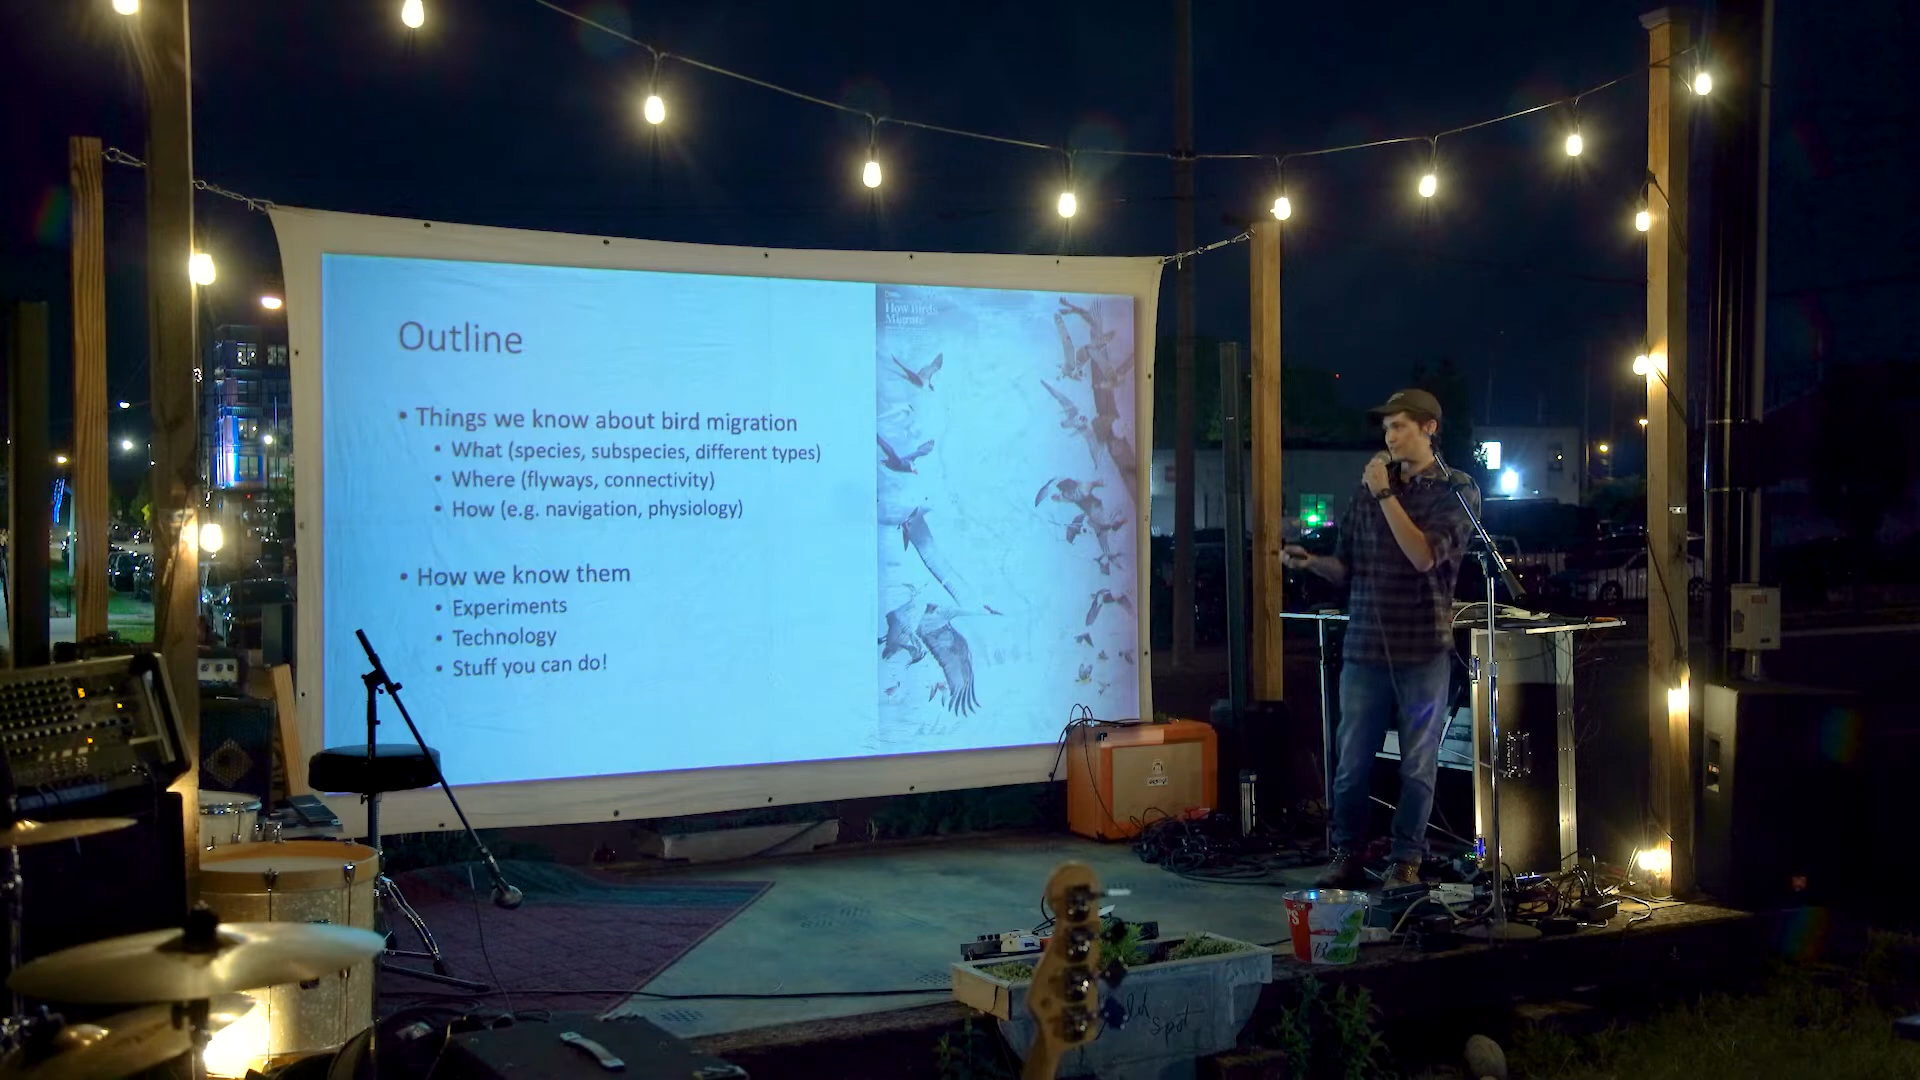 Outline
• Things we know about bird migration
• What (species, subspecies, different types)
• Where (flyways, connectivity)
• How (e.g. navigation, physiology)
• How we know them
• Experiments
• Technology
• Stuff you can do!
How Birds
Migrate
spot